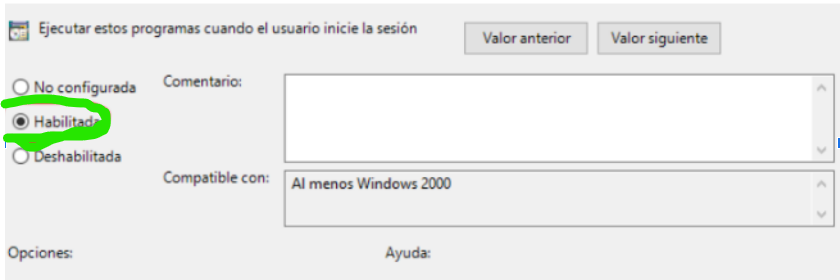 Ejecutar estos programas cuando el usuario inicie la sesión
Valor anterior
Valor siguiente
No configurada
Comentario:
Habilitada
Deshabilitada
Compatible con:
Al menos Windows 2000
Opciones:
Ayuda: